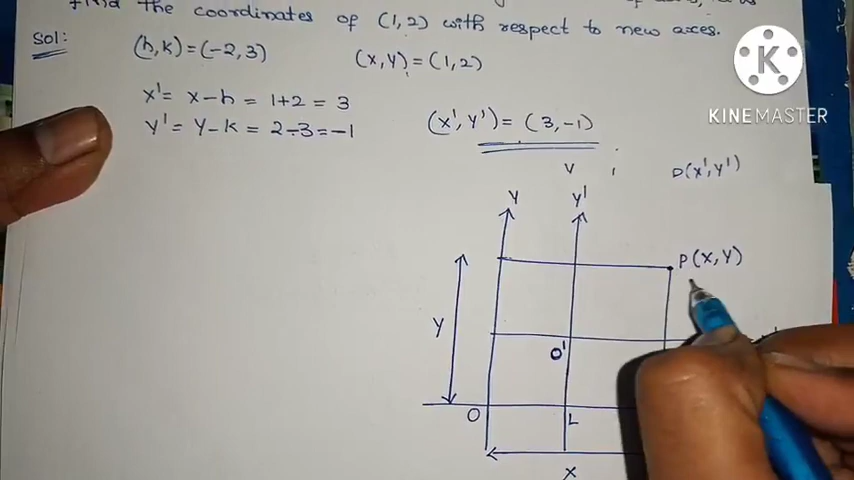 Find the coordinates of (1,2) with respect to new axes.
Sol:
(h,k)=(-2,3) (x,y)=(1,2)
x'= x-h = 1+2 = 3
y'= y-k = 2-3=-1 (x',y')= (3,-1)
KINEMASTER
P(x',y')
Y Y'
P(x,y)
y
O'
O L
x